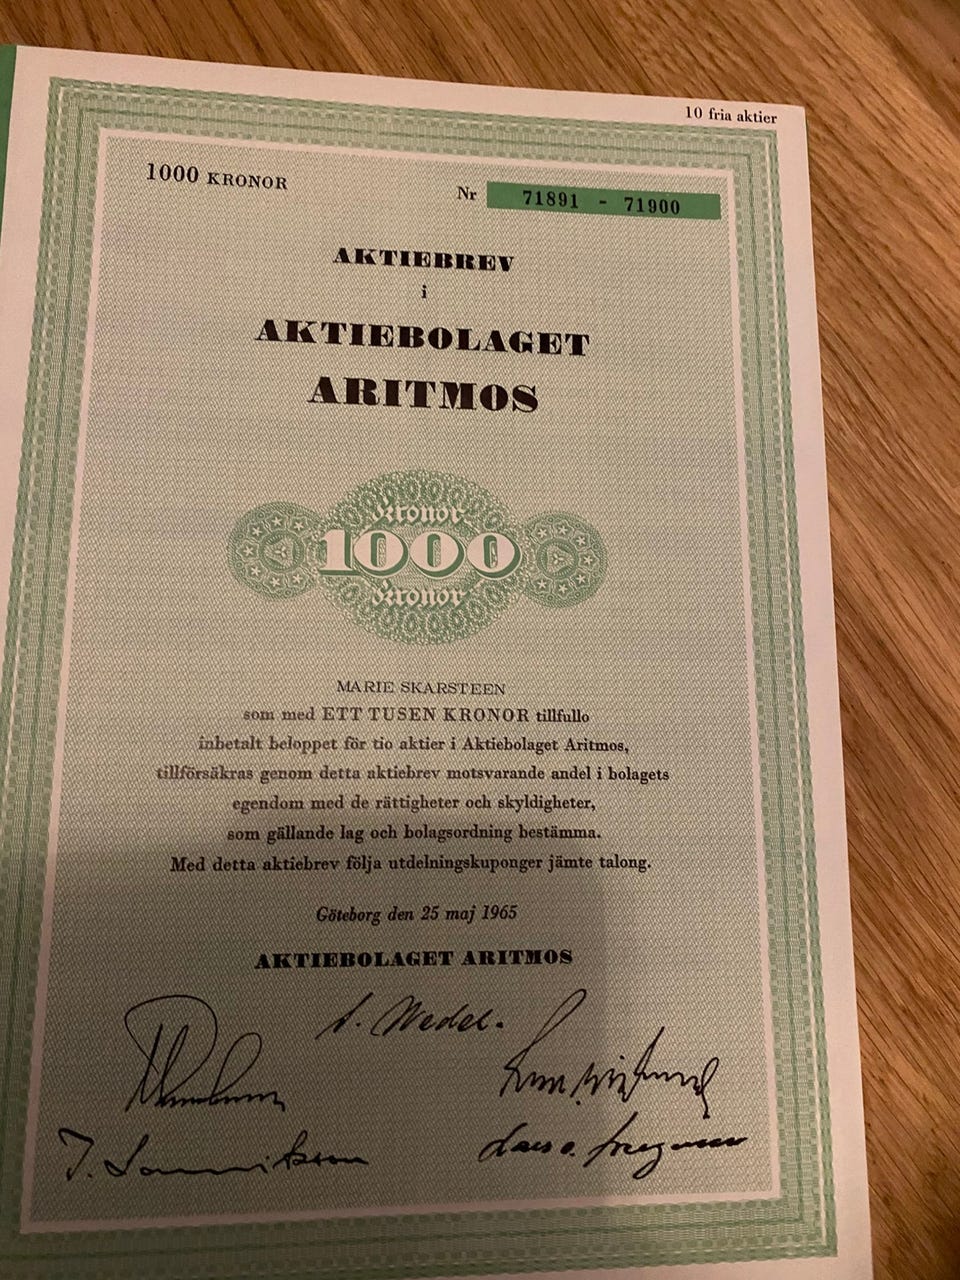 10 fria aktier
1000 KRONOR
Nr 71891 - 71900
AKTIEBREV
i
AKTIEBOLAGET
ARITMOS
Kronor
1000
Kronor
MARIE SKARSTEEN
som med ETT TUSEN KRONOR tillfullo
inbetalt beloppet för tio aktier i Aktiebolaget Aritmos,
tillförsäkras genom detta aktiebrev motsvarande andel i bolagets
egendom med de rättigheter och skyldigheter,
som gällande lag och bolagsordning bestämma.
Med detta aktiebrev följa utdelningskuponger jämte talong.
Göteborg den 25 maj 1965
AKTIEBOLAGET ARITMOS
Wedel.